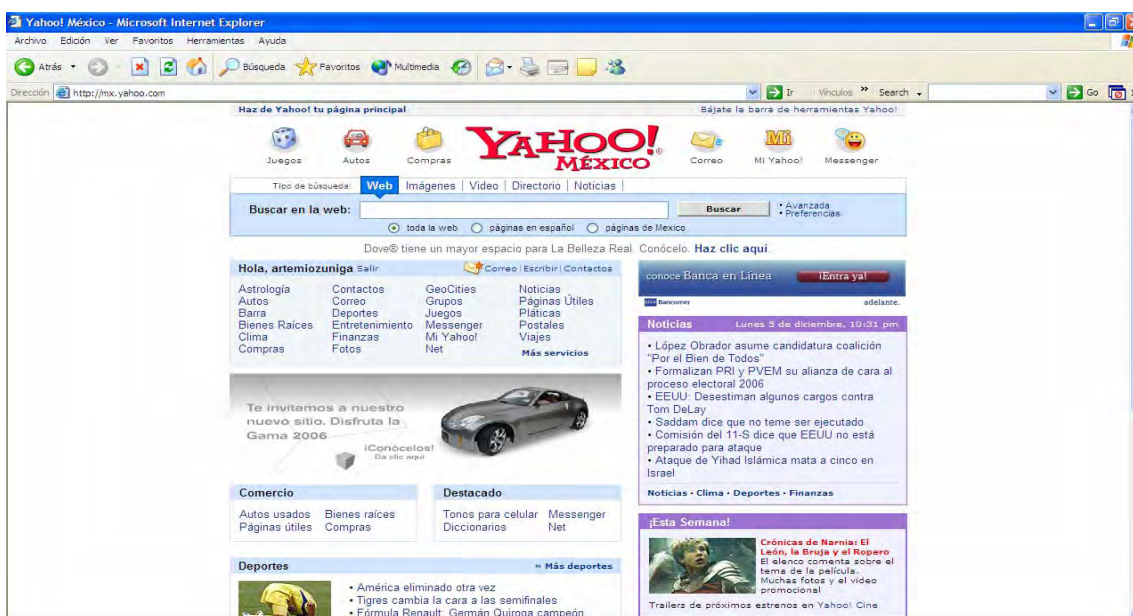 Yahoo! México - Microsoft Internet Explorer
Archivo Edición Ver Favoritos Herramientas Ayuda
Atrás Búsqueda Favoritos Multimedia
Dirección http://mx.yahoo.com Ir Vínculos » Search Go
Haz de Yahoo! tu página principal Bájate la barra de herramientas Yahoo!
YAHOO! MÉXICO
Juegos Autos Compras Correo Mi Yahoo! Messenger
Tipo de búsqueda: Web Imágenes | Video | Directorio | Noticias |
Buscar en la web: Buscar • Avanzada
• Preferencias
toda la web páginas en español páginas de Mexico
Dove® tiene un mayor espacio para La Belleza Real. Conócelo. Haz clic aquí.
Hola, artemiozuniga Salir Correo | Escribir | Contactos
Astrología Contactos GeoCities Noticias
Autos Correo Grupos Páginas Útiles
Barra Deportes Juegos Pláticas
Bienes Raíces Entretenimiento Messenger Postales
Clima Finanzas Mi Yahoo! Viajes
Compras Fotos Net Más servicios
conoce Banca en Línea ¡Entra ya!
Bancomer adelante.
Te invitamos a nuestro
nuevo sitio. Disfruta la
Gama 2006
¡Conócelos!
Da clic aquí
Noticias Lunes 5 de diciembre, 10:31 pm
• López Obrador asume candidatura coalición
"Por el Bien de Todos"
• Formalizan PRI y PVEM su alianza de cara al
proceso electoral 2006
• EEUU: Desestiman algunos cargos contra
Tom DeLay
• Saddam dice que no teme ser ejecutado
• Comisión del 11-S dice que EEUU no está
preparado para ataque
• Ataque de Yihad Islámica mata a cinco en
Israel
Noticias · Clima · Deportes · Finanzas
Comercio
Autos usados Bienes raíces
Páginas útiles Compras
Destacado
Tonos para celular Messenger
Diccionarios Net
¡Esta Semana!
Crónicas de Narnia: El
León, la Bruja y el Ropero
El elenco comenta sobre el
tema de la película.
Muchas fotos y el video
promocional
Trailers de próximos estrenos en Yahoo! Cine
Deportes » Más deportes
• América eliminado otra vez
• Tigres cambia la cara a las semifinales
• Fórmula Renault: Germán Quiroga campeón